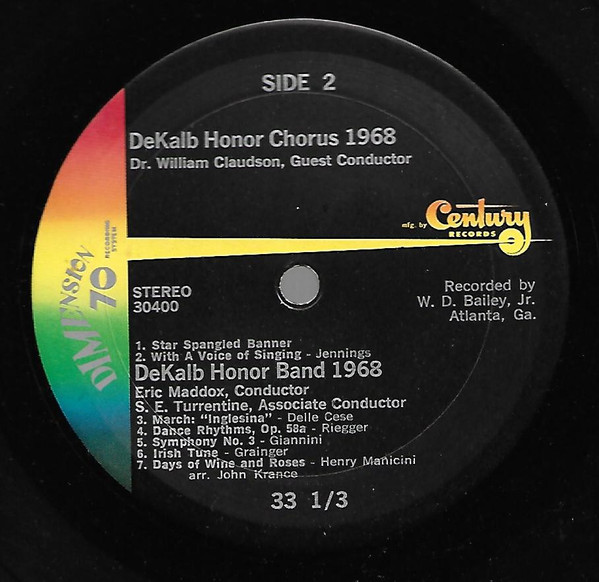 SIDE 2
DeKalb Honor Chorus 1968
Dr. William Claudson, Guest Conductor
mfg. by Century
RECORDS
DIMENSION
70
RECORDING
SYSTEM
STEREO
30400
Recorded by
W. D. Bailey, Jr.
Atlanta, Ga.
1. Star Spangled Banner
2. With A Voice of Singing - Jennings
DeKalb Honor Band 1968
Eric Maddox, Conductor
S. E. Turrentine, Associate Conductor
3. March: "Inglesina" - Delle Cese
4. Dance Rhythms, Op. 58a - Riegger
5. Symphony No. 3 - Giannini
6. Irish Tune - Grainger
7. Days of Wine and Roses - Henry Manicini
arr. John Krance
33 1/3